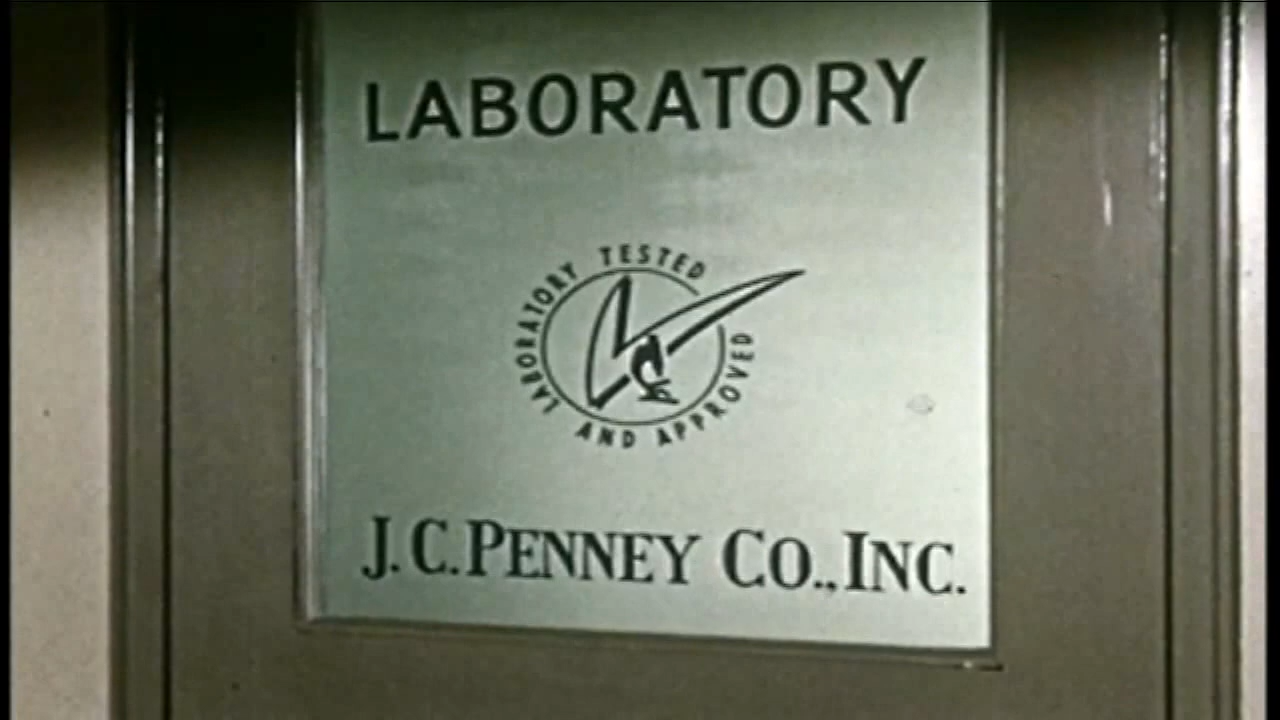 LABORATORY
LABORATORY TESTED
AND APPROVED
J. C. PENNEY CO., INC.